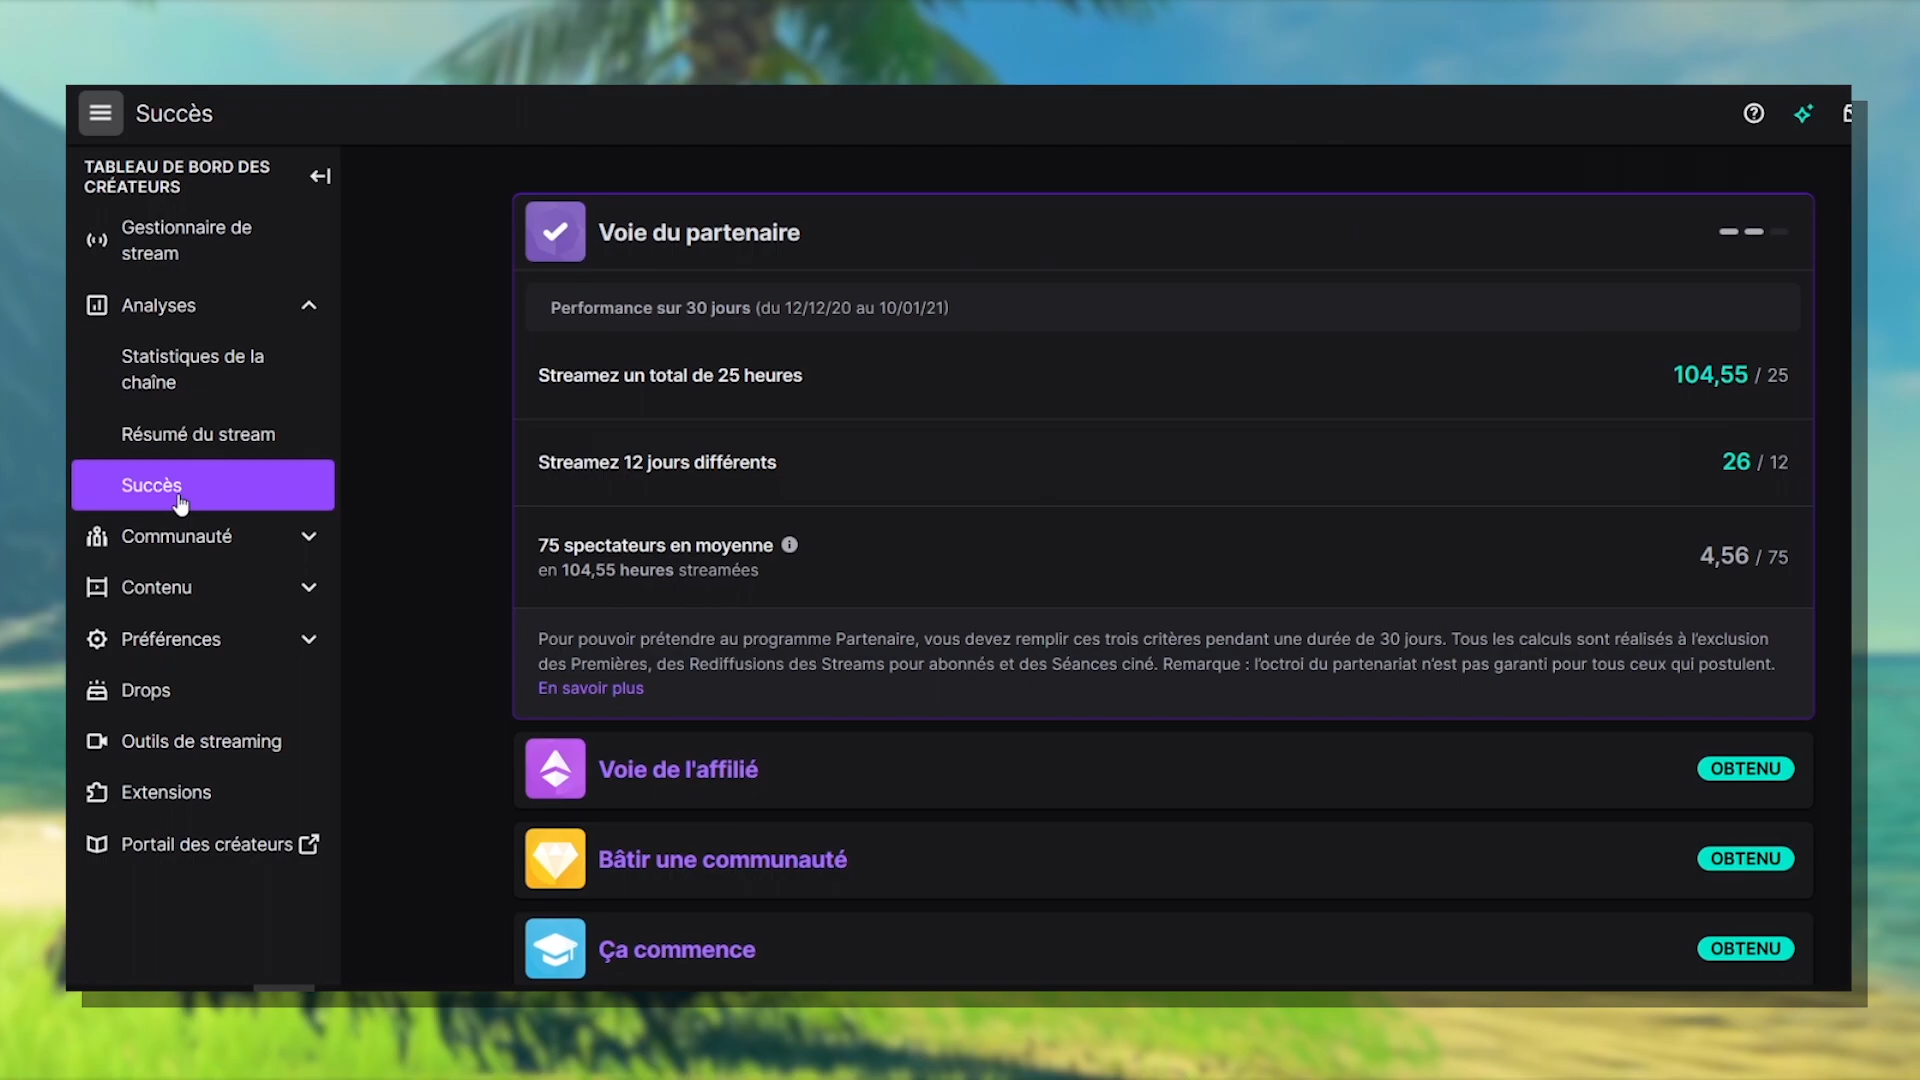 Succès
TABLEAU DE BORD DES
CRÉATEURS
Gestionnaire de
stream
Analyses
Statistiques de la
chaîne
Résumé du stream
Succès
Communauté
Contenu
Préférences
Drops
Outils de streaming
Extensions
Portail des créateurs
Voie du partenaire
Performance sur 30 jours (du 12/12/20 au 10/01/21)
Streamez un total de 25 heures
104,55 / 25
Streamez 12 jours différents
26 / 12
75 spectateurs en moyenne
en 104,55 heures streamées
4,56 / 75
Pour pouvoir prétendre au programme Partenaire, vous devez remplir ces trois critères pendant une durée de 30 jours. Tous les calculs sont réalisés à l'exclusion
des Premières, des Rediffusions des Streams pour abonnés et des Séances ciné. Remarque : l'octroi du partenariat n'est pas garanti pour tous ceux qui postulent.
En savoir plus
Voie de l'affilié
OBTENU
Bâtir une communauté
OBTENU
Ça commence
OBTENU